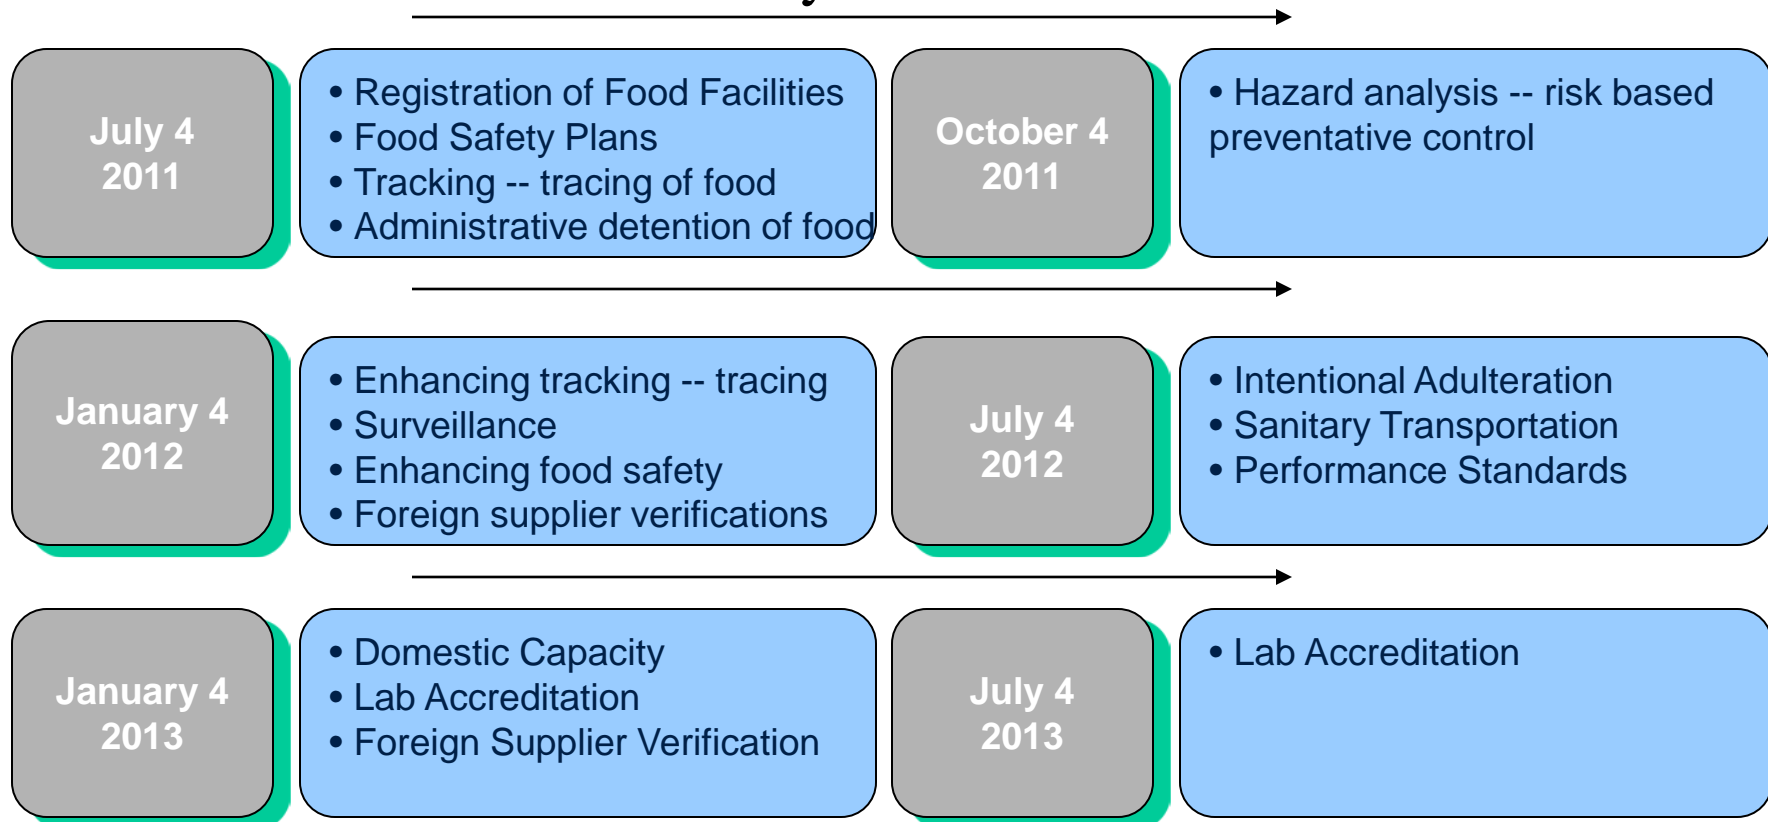 July 4
2011
• Registration of Food Facilities
• Food Safety Plans
• Tracking -- tracing of food
• Administrative detention of food
October 4
2011
• Hazard analysis -- risk based
preventative control
January 4
2012
• Enhancing tracking -- tracing
• Surveillance
• Enhancing food safety
• Foreign supplier verifications
July 4
2012
• Intentional Adulteration
• Sanitary Transportation
• Performance Standards
January 4
2013
• Domestic Capacity
• Lab Accreditation
• Foreign Supplier Verification
July 4
2013
• Lab Accreditation